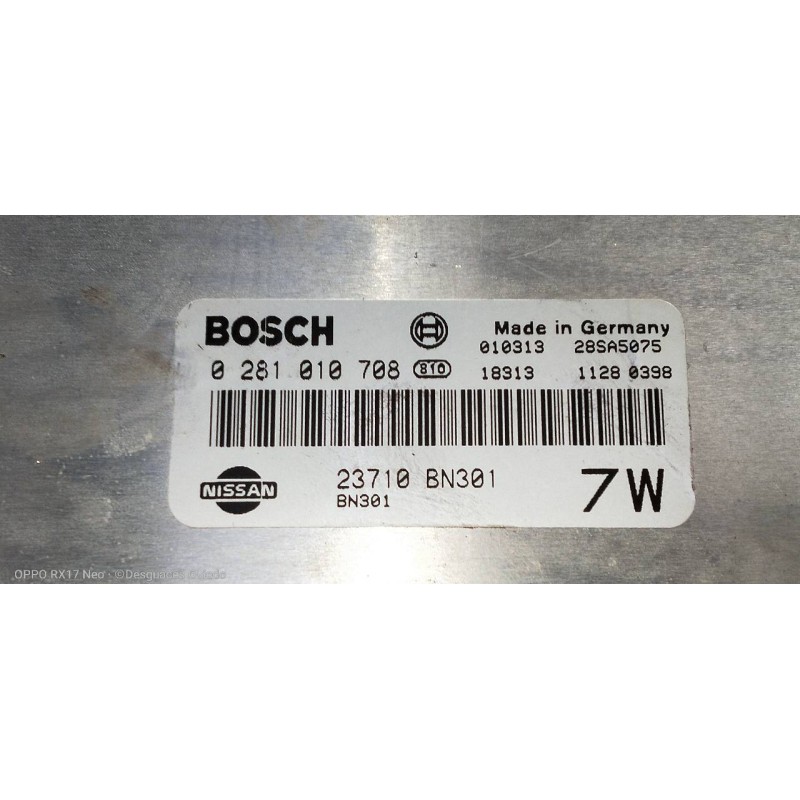 BOSCH Made in Germany
010313 28SA5075
0 281 010 708 810 18313 1128 0398
NISSAN 23710 BN301 7W
BN301
OPPO RX17 Neo